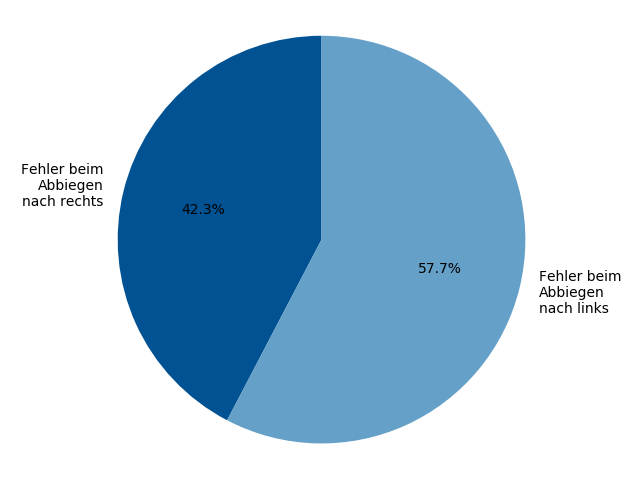 Fehler beim
Abbiegen
nach rechts
42.3%
57.7%
Fehler beim
Abbiegen
nach links